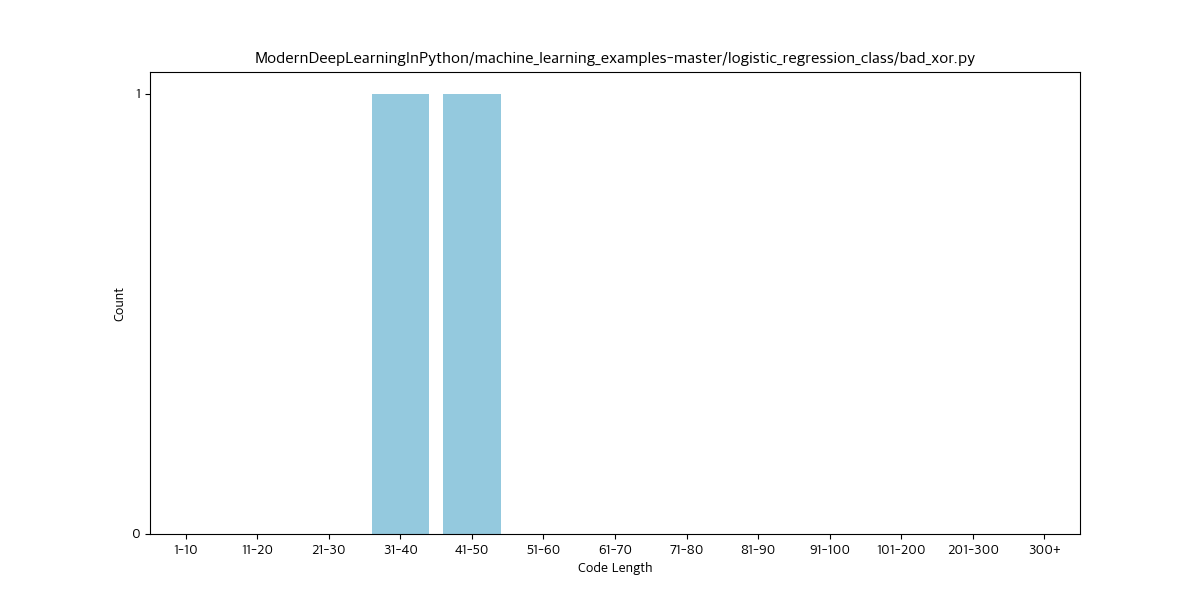 ModernDeepLearningInPython/machine_learning_examples-master/logistic_regression_class/bad_xor.py
1
Count
0
1-10 11-20 21-30 31-40 41-50 51-60 61-70 71-80 81-90 91-100 101-200 201-300 300+
Code Length